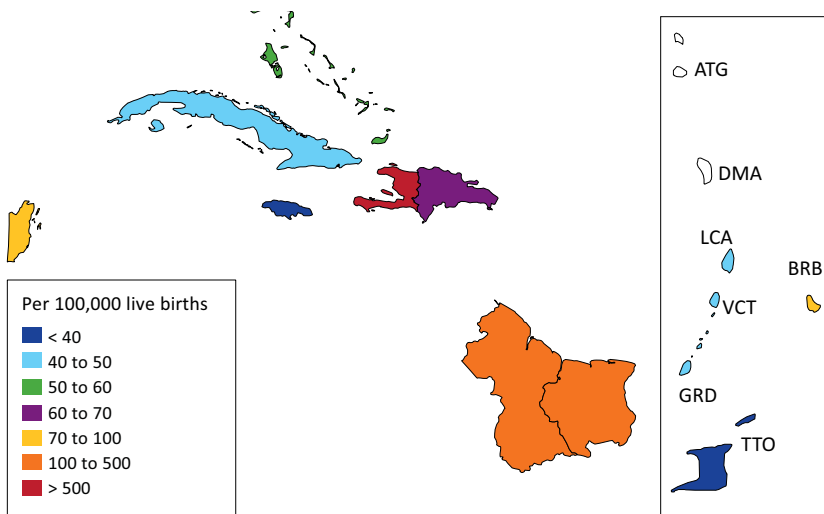 ATG
DMA
LCA
BRB
VCT
GRD
TTO
Per 100,000 live births
< 40
40 to 50
50 to 60
60 to 70
70 to 100
100 to 500
> 500